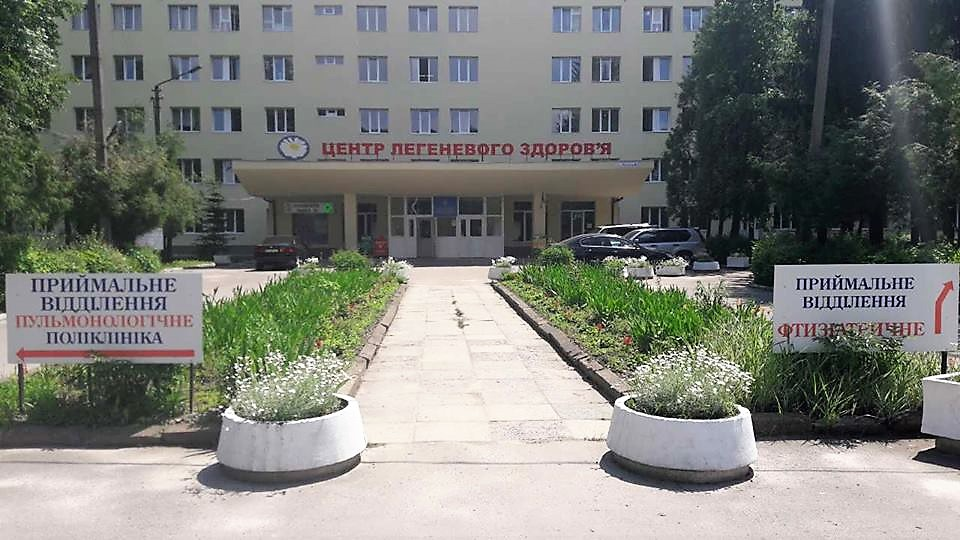 ЦЕНТР ЛЕГЕНЕВОГО ЗДОРОВ'Я
ПРИЙМАЛЬНЕ
ВІДДІЛЕННЯ
ПУЛЬМОНОЛОГІЧНЕ
ПОЛІКЛІНІКА
ПРИЙМАЛЬНЕ
ВІДДІЛЕННЯ
ФТИЗІАТРИЧНЕ